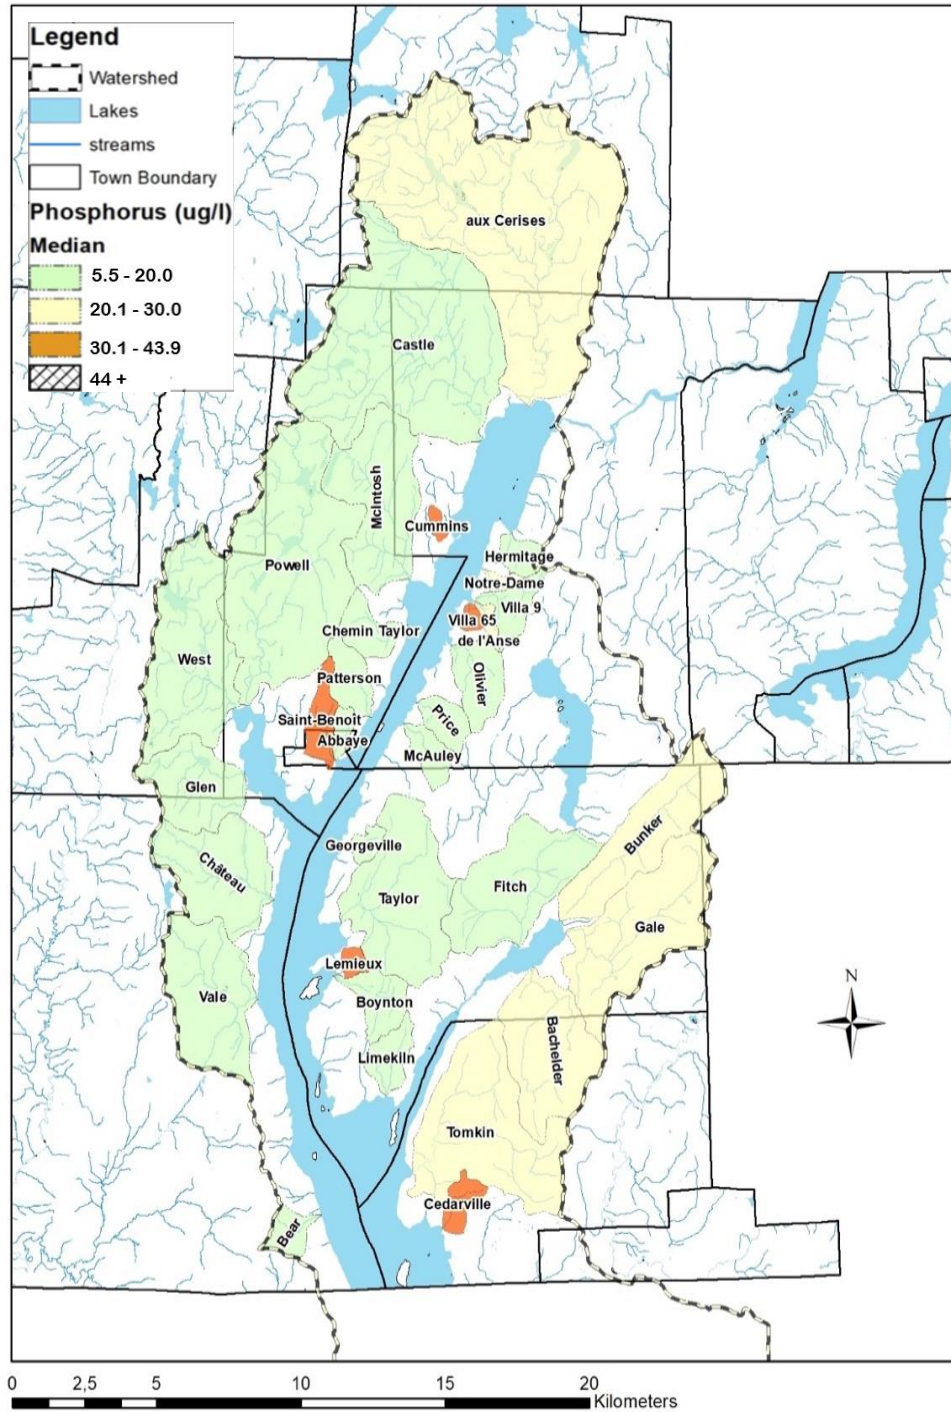 Legend
Watershed
Lakes
streams
Town Boundary
Phosphorus (ug/l)
Median
5.5 - 20.0
20.1 - 30.0
30.1 - 43.9
44 +
aux Cerises
Castle
McIntosh
Cummins
Hermitage
Powell
Notre-Dame
Villa 9
Villa 65
Chemin Taylor
de l'Anse
West
Patterson
Olivier
Saint-Benoit
Price
Abbaye
McAuley
Glen
Georgeville
Bunker
Château
Taylor
Fitch
Gale
Lemieux
Vale
Boynton
Limekiln
Bachelder
Tomkin
Cedarville
Bear
N
0 2,5 5 10 15 20
Kilometers